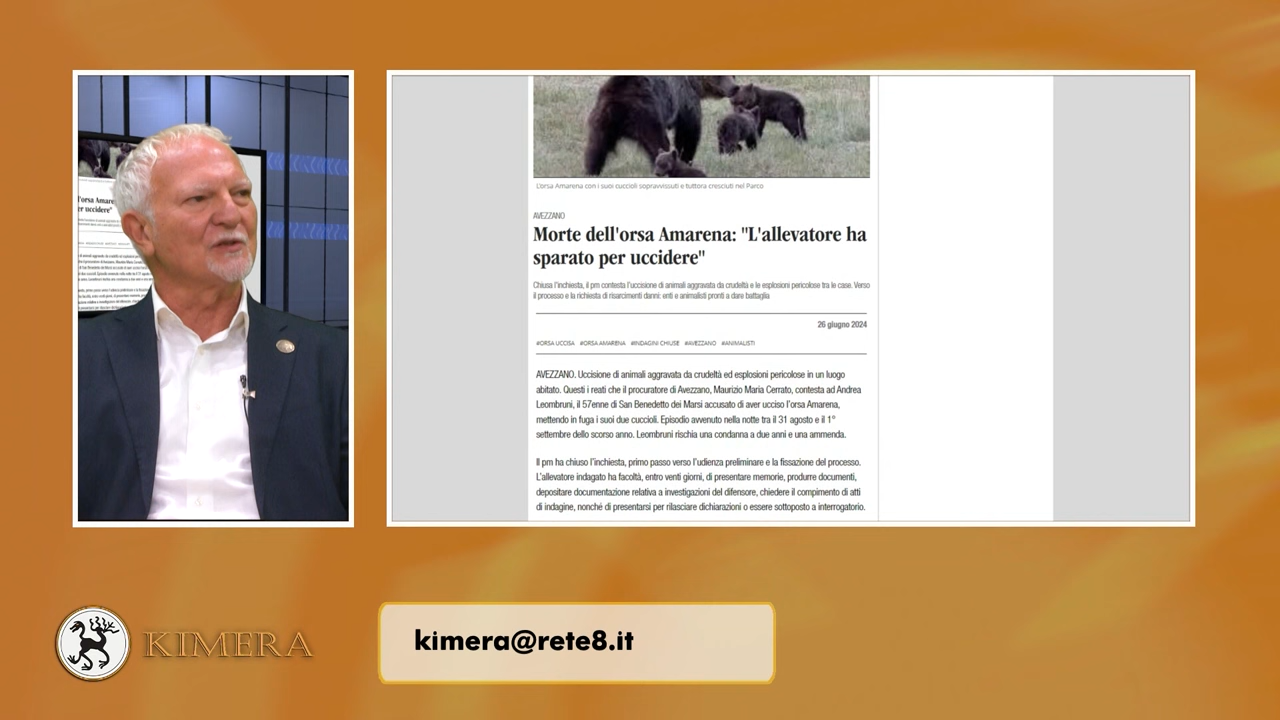 L'orsa Amarena con i suoi cuccioli sopravvissuti e tuttora cresciuti nel Parco
AVEZZANO
Morte dell'orsa Amarena: "L'allevatore ha
sparato per uccidere"
Chiusa l'inchiesta, il pm contesta l'uccisione di animali aggravata da crudeltà e le esplosioni pericolose tra le case. Verso
il processo e la richiesta di risarcimenti danni: enti e animalisti pronti a dare battaglia
26 giugno 2024
#ORSA UCCISA #ORSA AMARENA #INDAGINI CHIUSE #AVEZZANO #ANIMALISTI
AVEZZANO. Uccisione di animali aggravata da crudeltà ed esplosioni pericolose in un luogo
abitato. Questi i reati che il procuratore di Avezzano, Maurizio Maria Cerrato, contesta ad Andrea
Leombruni, il 57enne di San Benedetto dei Marsi accusato di aver ucciso l'orsa Amarena,
mettendo in fuga i suoi due cuccioli. Episodio avvenuto nella notte tra il 31 agosto e il 1°
settembre dello scorso anno. Leombruni rischia una condanna a due anni e una ammenda.
Il pm ha chiuso l'inchiesta, primo passo verso l'udienza preliminare e la fissazione del processo.
L'allevatore indagato ha facoltà, entro venti giorni, di presentare memorie, produrre documenti,
depositare documentazione relativa a investigazioni del difensore, chiedere il compimento di atti
di indagine, nonché di presentarsi per rilasciare dichiarazioni o essere sottoposto a interrogatorio.
KIMERA
kimera@rete8.it